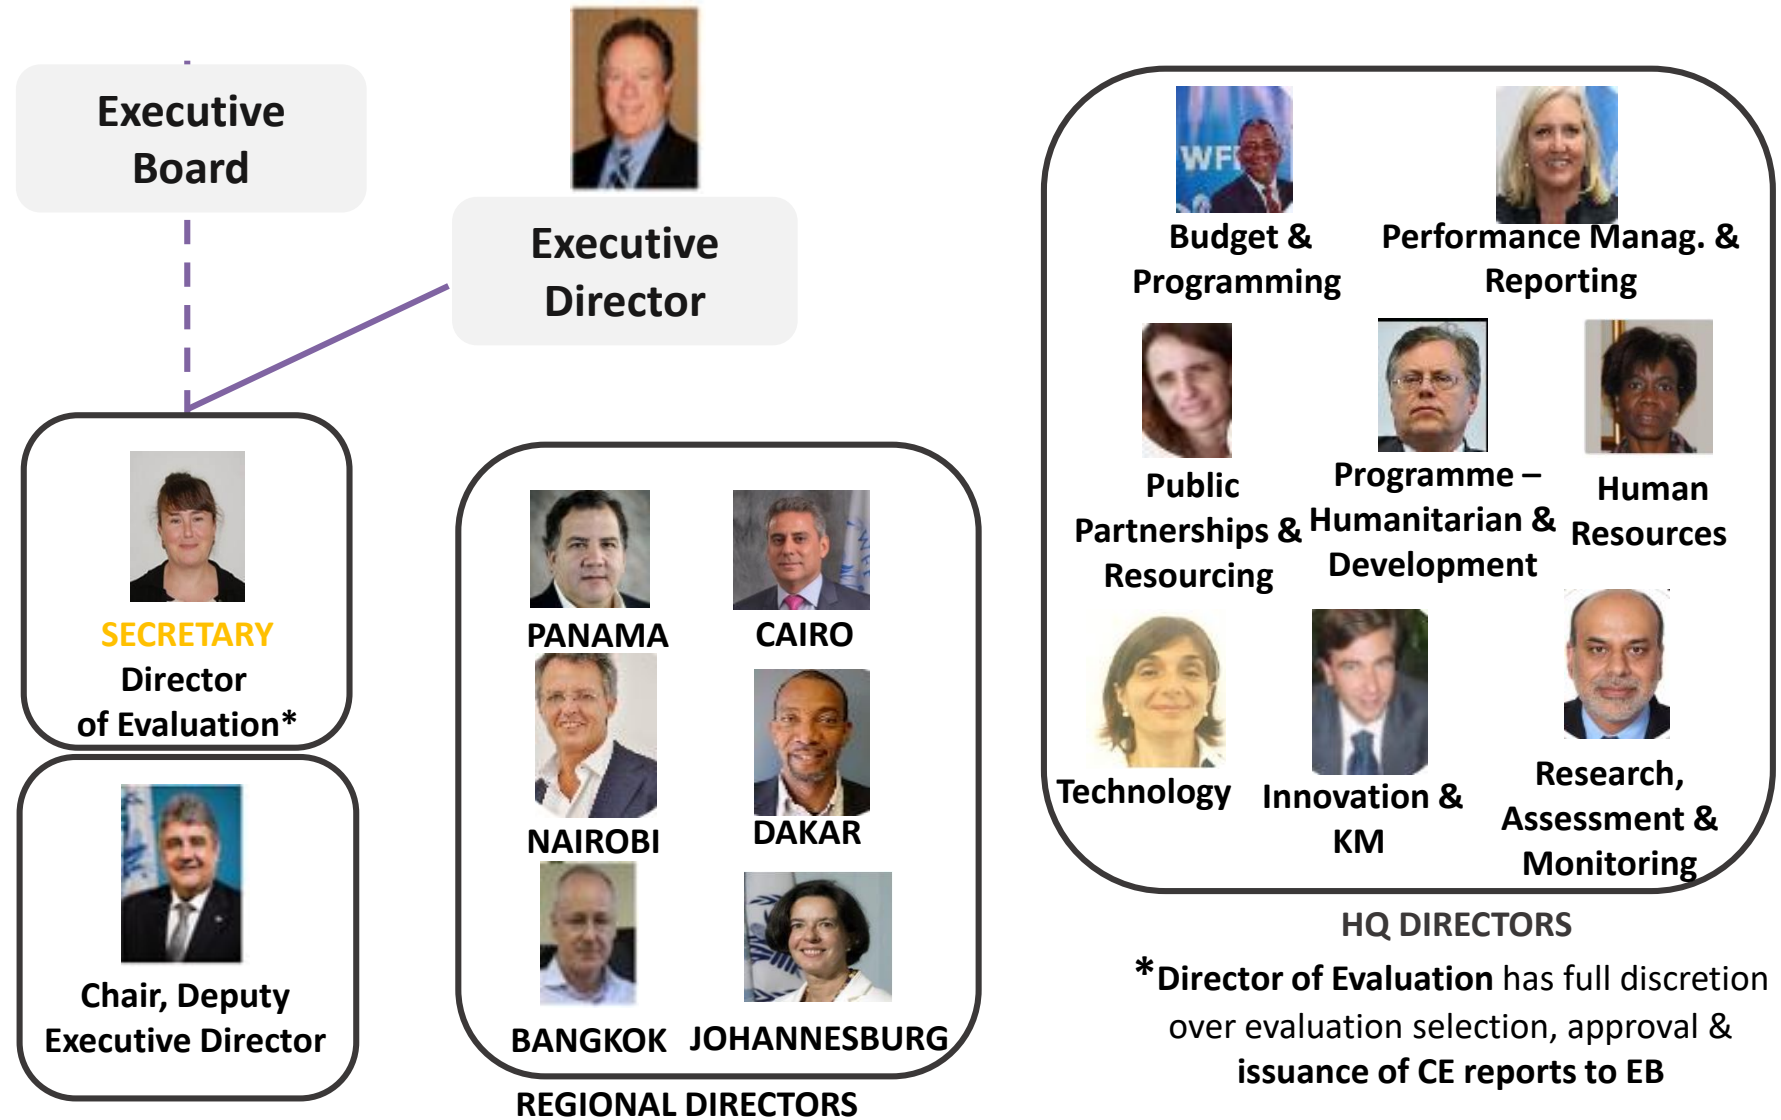 Executive
Board
Executive
Director
SECRETARY
Director
of Evaluation*
Chair, Deputy
Executive Director
PANAMA
CAIRO
NAIROBI
DAKAR
BANGKOK
JOHANNESBURG
REGIONAL DIRECTORS
WF
Budget &
Programming
Performance Manag. &
Reporting
Public
Partnerships &
Resourcing
Programme –
Humanitarian &
Development
Human
Resources
Technology
Innovation &
KM
Research,
Assessment &
Monitoring
HQ DIRECTORS
*Director of Evaluation has full discretion
over evaluation selection, approval &
issuance of CE reports to EB